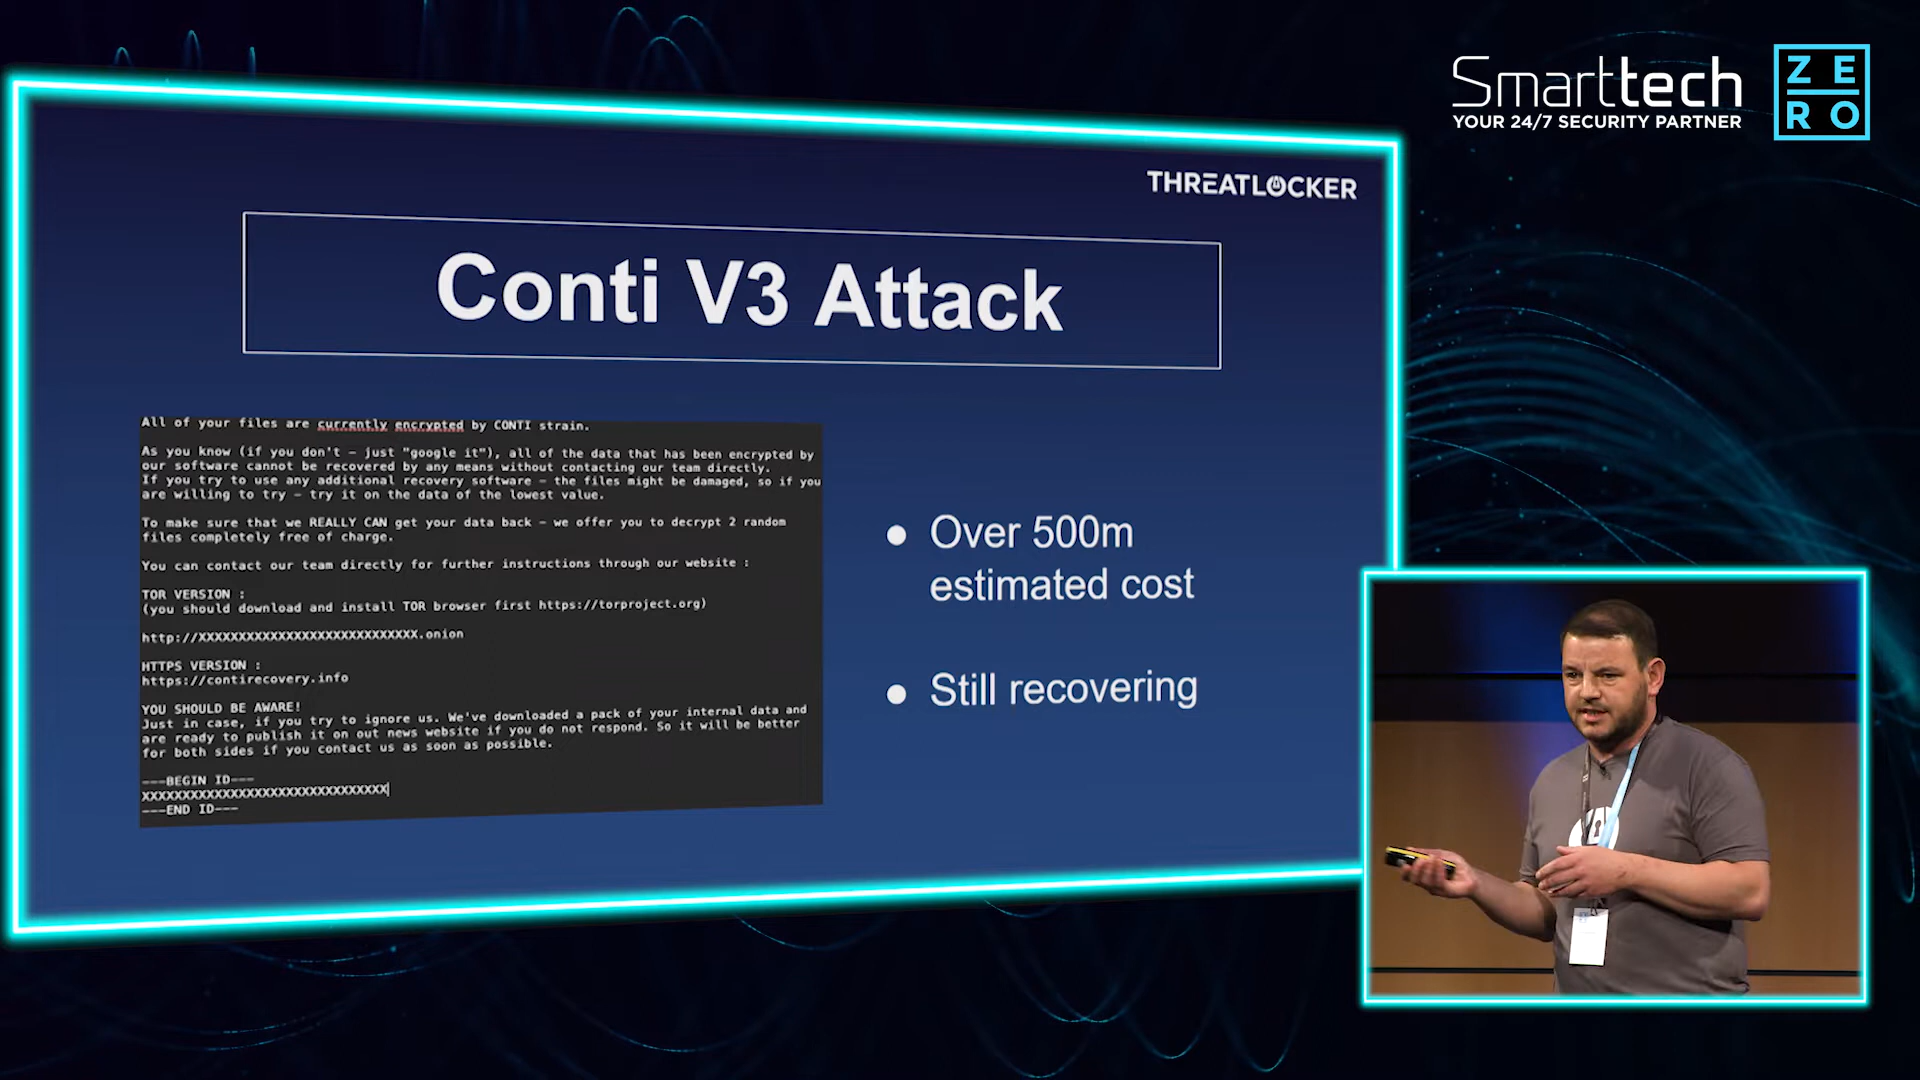 Smarttech
YOUR 24/7 SECURITY PARTNER
ZE
RO
THREATLOCKER
Conti V3 Attack
All of your files are currently encrypted by CONTI strain.
As you know (if you don't – just "google it"), all of the data that has been encrypted by
our software cannot be recovered by any means without contacting our team directly.
If you try to use any additional recovery software – the files might be damaged, so if you
are willing to try – try it on the data of the lowest value.
To make sure that we REALLY CAN get your data back – we offer you to decrypt 2 random
files completely free of charge.
You can contact our team directly for further instructions through our website :
TOR VERSION :
(you should download and install TOR browser first https://torproject.org)
http://XXXXXXXXXXXXXXXXXXXXXXXXXXX.onion
HTTPS VERSION :
https://contirecovery.info
YOU SHOULD BE AWARE!
Just in case, if you try to ignore us. We've downloaded a pack of your internal data and
are ready to publish it on out news website if you do not respond. So it will be better
for both sides if you contact us as soon as possible.
---BEGIN ID---
XXXXXXXXXXXXXXXXXXXXXXXXXXXXXX
---END ID---
● Over 500m
estimated cost
● Still recovering